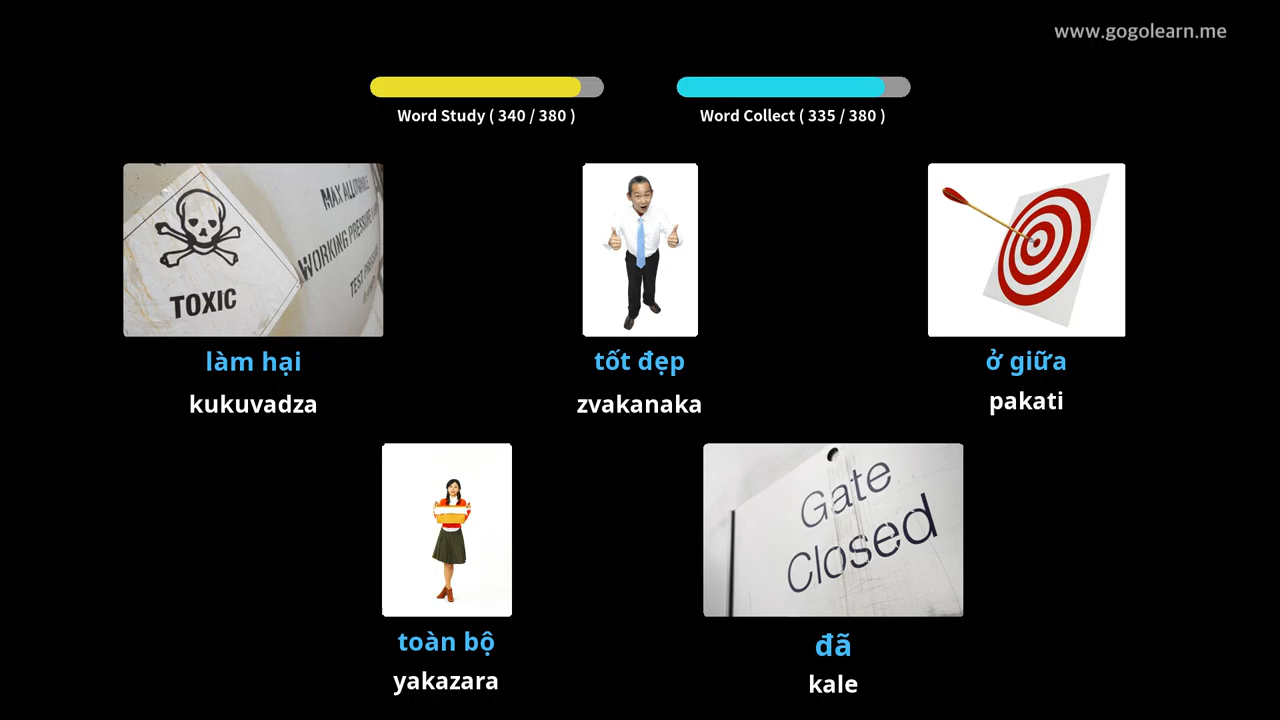 www.gogolearn.me
Word Study ( 340 / 380 )
Word Collect ( 335 / 380 )
TOXIC
MAX ALLOWABLE
WORKING PRESSURE
TEST
làm hại
kukuvadza
tốt đẹp
zvakanaka
ở giữa
pakati
Gate
Closed
toàn bộ
yakazara
đã
kale